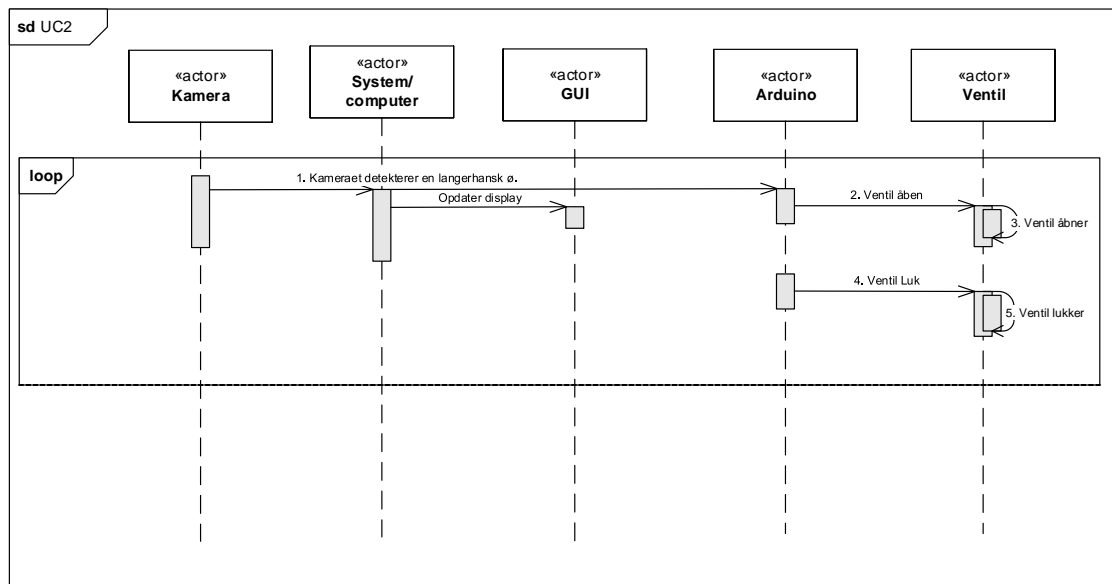 sd UC2
«actor»
Kamera
«actor»
System/
computer
«actor»
GUI
«actor»
Arduino
«actor»
Ventil
loop
1. Kameraet detekterer en langerhansk ø.
Opdater display
2. Ventil åben
3. Ventil åbner
4. Ventil Luk
5. Ventil lukker